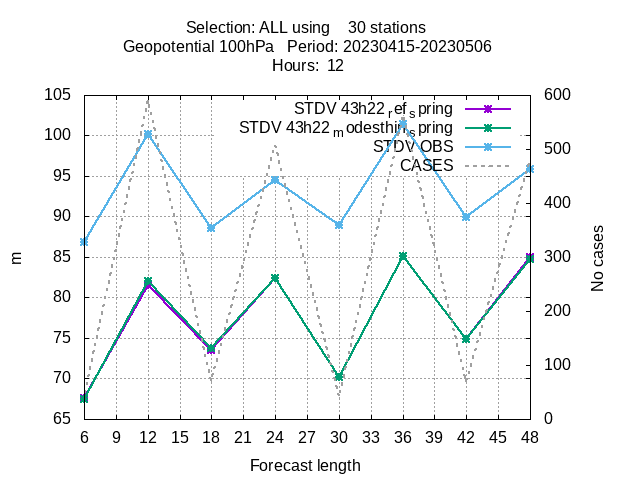 Selection: ALL using 30 stations
Geopotential 100hPa Period: 20230415-20230506
Hours: 12
105
100
95
90
85
80
75
70
65
600
500
400
300
200
100
0
STDV 43h22_ref_spring
STDV 43h22_modesthin_spring
STDV OBS
CASES
m
No cases
6 9 12 15 18 21 24 27 30 33 36 39 42 45 48
Forecast length